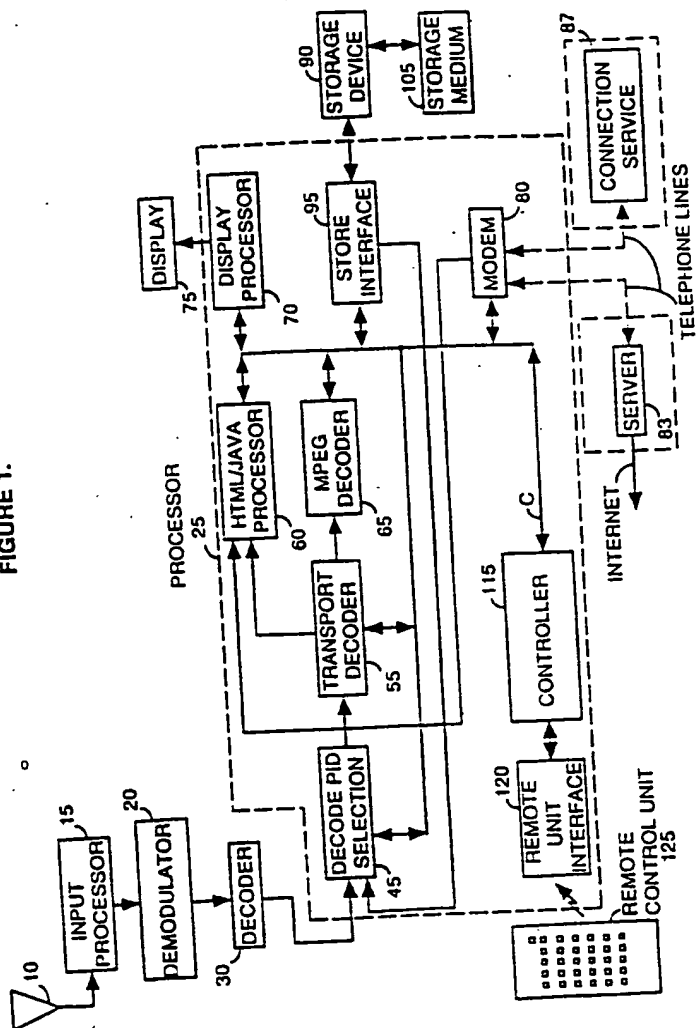 FIGURE 1.
10
15
INPUT
PROCESSOR
20
DEMODULATOR
DECODER
30
PROCESSOR
25
DECODE PID
SELECTION
45
TRANSPORT
DECODER
55
HTML/JAVA
PROCESSOR
60
MPEG
DECODER
65
DISPLAY
75
DISPLAY
PROCESSOR
70
95
STORE
INTERFACE
90
STORAGE
DEVICE
105
STORAGE
MEDIUM
MODEM
80
C
115
CONTROLLER
120
REMOTE
UNIT
INTERFACE
REMOTE
CONTROL UNIT
125
INTERNET
SERVER
83
TELEPHONE LINES
87
CONNECTION
SERVICE